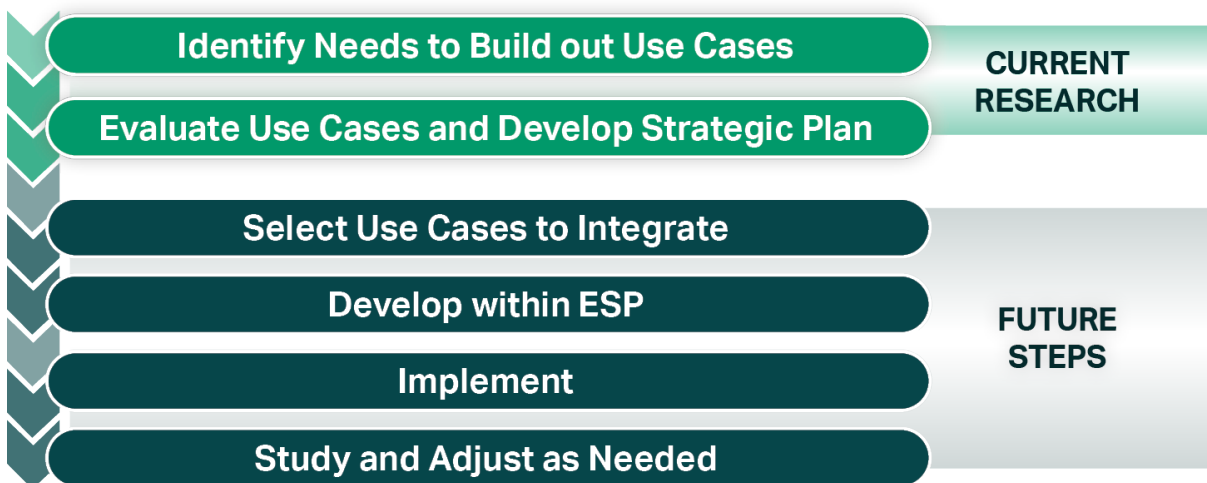 Identify Needs to Build out Use Cases
Evaluate Use Cases and Develop Strategic Plan
CURRENT
RESEARCH
Select Use Cases to Integrate
Develop within ESP
Implement
Study and Adjust as Needed
FUTURE
STEPS